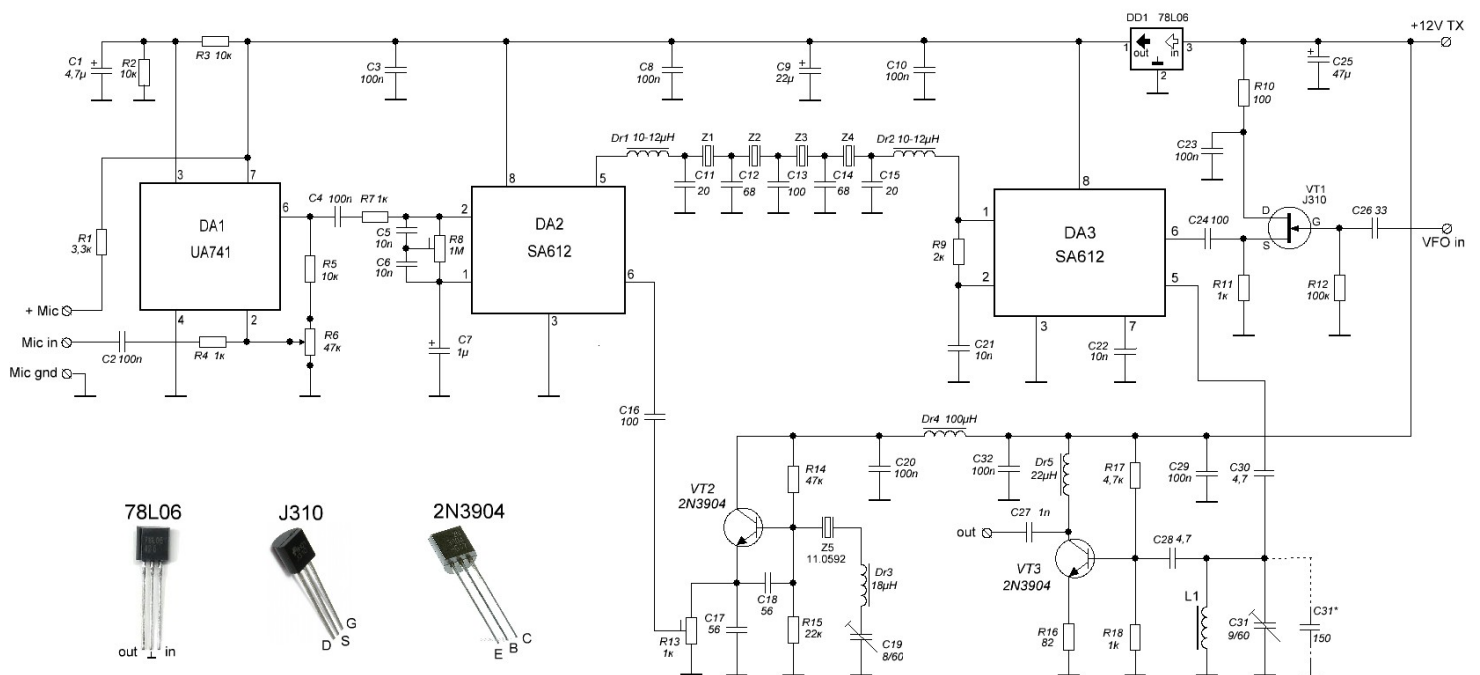 DD1 78L06
+12V TX
1 out in 3
2
C1 4,7µ
R2 10к
R3 10к
C3 100n
C8 100n
C9 22µ
C10 100n
R10 100
C25 47µ
C23 100n
Dr1 10-12µH
Z1
Z2
Z3
Z4
Dr2 10-12µH
C11 20
C12 68
C13 100
C14 68
C15 20
3
7
DA1
UA741
6
4
2
R1 3,3к
+ Mic
Mic in
Mic gnd
C2 100n
R4 1к
R5 10к
R6 47к
C4 100n
R7 1к
C5 10n
C6 10n
R8 1M
C7 1µ
8
5
2
DA2
SA612
1
6
3
R9 2к
8
1
DA3
SA612
2
6
5
3
7
C21 10n
C22 10n
C24 100
VT1
J310
D
G
S
C26 33
VFO in
R11 1к
R12 100к
C16 100
Dr4 100µH
R14 47к
C20 100n
C32 100n
Dr5 22µH
R17 4,7к
C29 100n
C30 4,7
VT2
2N3904
Z5
11.0592
Dr3 18µH
out
C27 1n
VT3
2N3904
C28 4,7
R13 1к
C17 56
C18 56
R15 22к
C19 8/60
R16 82
R18 1k
L1
C31 9/60
C31* 150
78L06
out in
J310
D S G
2N3904
E B C